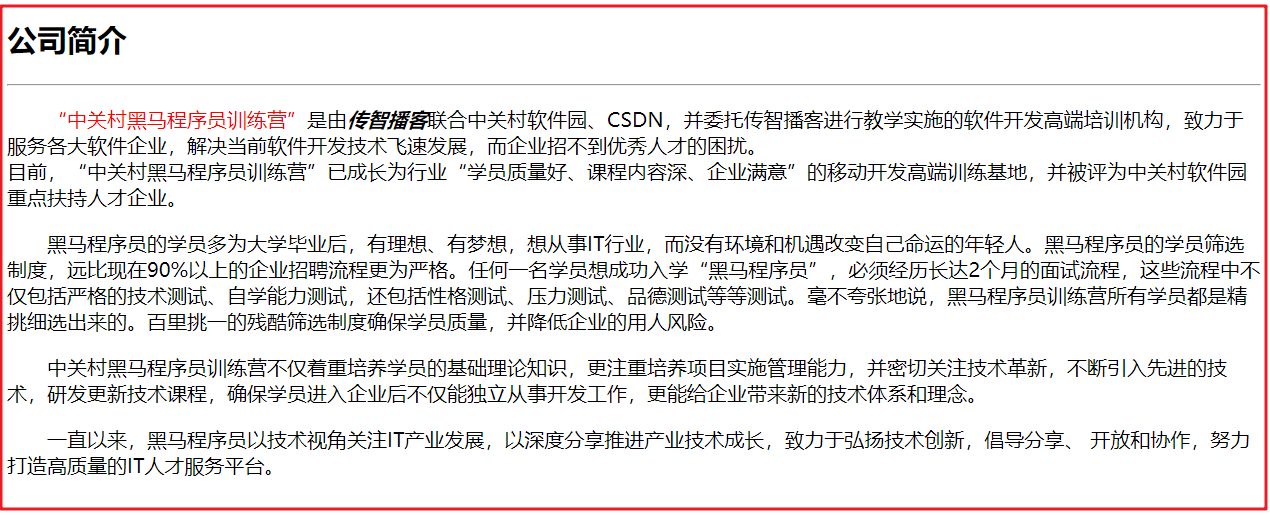 公司简介
“中关村黑马程序员训练营”是由传智播客联合中关村软件园、CSDN，并委托传智播客进行教学实施的软件开发高端培训机构，致力于
服务各大软件企业，解决当前软件开发技术飞速发展，而企业招不到优秀人才的困扰。
目前，“中关村黑马程序员训练营”已成长为行业“学员质量好、课程内容深、企业满意”的移动开发高端训练基地，并被评为中关村软件园
重点扶持人才企业。
黑马程序员的学员多为大学毕业后，有理想、有梦想，想从事IT行业，而没有环境和机遇改变自己命运的年轻人。黑马程序员的学员筛选
制度，远比现在90%以上的企业招聘流程更为严格。任何一名学员想成功入学“黑马程序员”，必须经历长达2个月的面试流程，这些流程中不
仅包括严格的技术测试、自学能力测试，还包括性格测试、压力测试、品德测试等等测试。毫不夸张地说，黑马程序员训练营所有学员都是精
挑细选出来的。百里挑一的残酷筛选制度确保学员质量，并降低企业的用人风险。
中关村黑马程序员训练营不仅着重培养学员的基础理论知识，更注重培养项目实施管理能力，并密切关注技术革新，不断引入先进的技
术，研发更新技术课程，确保学员进入企业后不仅能独立从事开发工作，更能给企业带来新的技术体系和理念。
一直以来，黑马程序员以技术视角关注IT产业发展，以深度分享推进产业技术成长，致力于弘扬技术创新，倡导分享、 开放和协作，努力
打造高质量的IT人才服务平台。